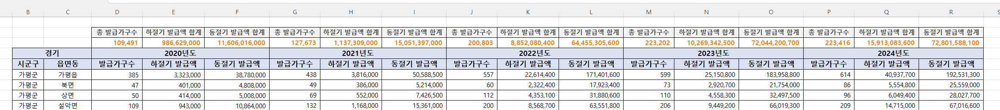 B C D E F G H I J K L M N O P Q R S
총 발급가구수 하절기 발급액 합계 동절기 발급액 합계 총 발급가구수 하절기 발급액 합계 동절기 발급액 합계 총 발급가구수 하절기 발급액 합계 동절기 발급액 합계 총 발급가구수 하절기 발급액 합계 동절기 발급액 합계 총 발급가구수 하절기 발급액 합계 동절기 발급액 합계
109,491 986,629,000 11,606,016,000 127,673 1,137,309,000 15,051,397,000 200,803 8,852,080,400 64,455,305,600 223,202 10,269,342,500 72,044,200,700 223,416 15,913,083,600 72,801,588,100
경기 2020년도 2021년도 2022년도 2023년도 2024년도
시군구 읍면동 발급가구수 하절기 발급액 동절기 발급액 발급가구수 하절기 발급액 동절기 발급액 발급가구수 하절기 발급액 동절기 발급액 발급가구수 하절기 발급액 동절기 발급액 발급가구수 하절기 발급액 동절기 발급액
가평군 가평읍 385 3,323,000 38,780,000 438 3,816,000 50,588,500 557 22,614,400 171,401,600 599 25,150,800 183,958,800 614 40,937,700 192,531,300
가평군 북면 47 401,000 4,808,000 49 386,000 5,214,000 60 2,322,400 17,923,400 73 2,920,700 21,754,000 86 5,554,800 25,559,000
가평군 상면 50 414,000 5,008,000 69 552,000 7,426,500 112 4,353,100 31,880,600 110 4,558,300 32,497,500 96 6,049,400 28,027,700
가평군 설악면 109 943,000 10,864,000 132 1,168,000 15,361,000 200 8,568,700 63,551,800 206 9,449,200 66,019,300 209 14,715,000 67,016,600